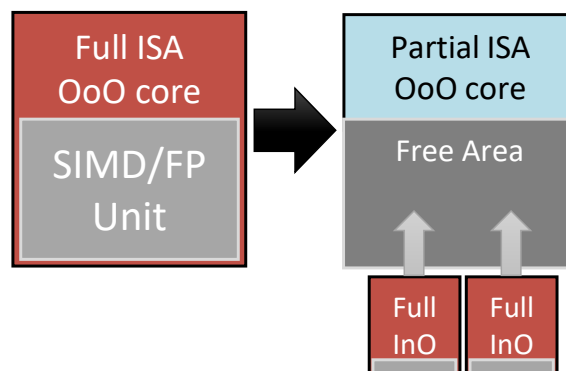 Full ISA
OoO core
SIMD/FP
Unit
Partial ISA
OoO core
Free Area
Full
InO
Full
InO